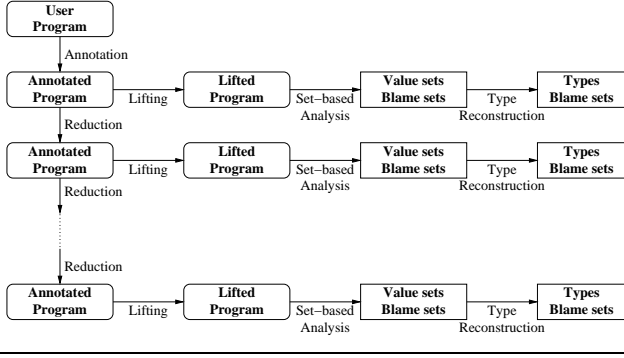 User
Program
Annotation
Annotated
Program
Lifting
Lifted
Program
Set−based
Analysis
Value sets
Blame sets
Type
Reconstruction
Types
Blame sets
Reduction
Annotated
Program
Lifting
Lifted
Program
Set−based
Analysis
Value sets
Blame sets
Type
Reconstruction
Types
Blame sets
Reduction
Reduction
Annotated
Program
Lifting
Lifted
Program
Set−based
Analysis
Value sets
Blame sets
Type
Reconstruction
Types
Blame sets